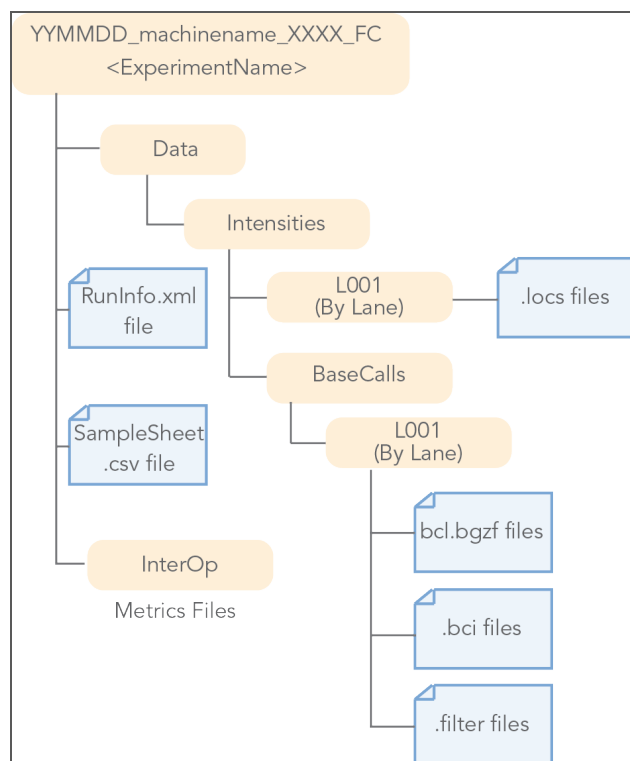 YYMMDD_machinename_XXXX_FC
<ExperimentName>
Data
Intensities
L001
(By Lane)
.locs files
RunInfo.xml
file
BaseCalls
SampleSheet
.csv file
L001
(By Lane)
bcl.bgzf files
InterOp
Metrics Files
.bci files
.filter files